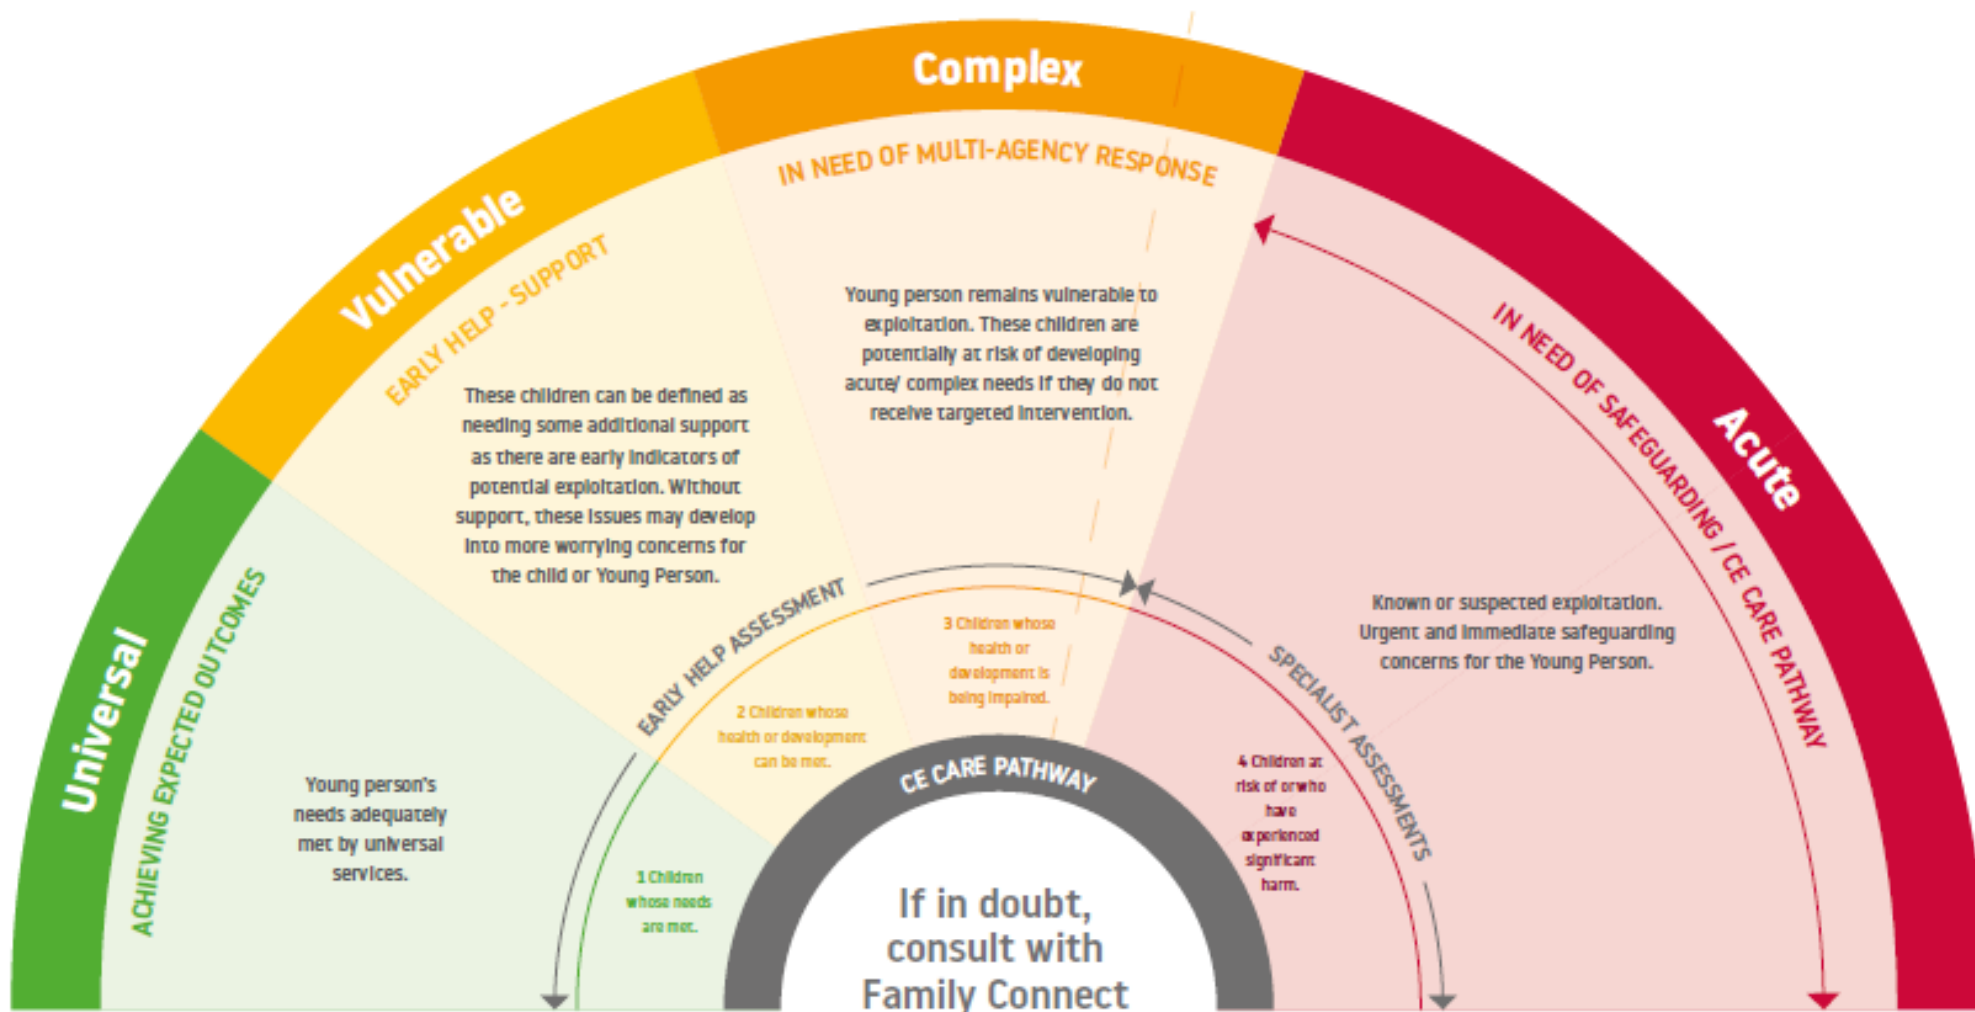 Complex
IN NEED OF MULTI-AGENCY RESPONSE
Young person remains vulnerable to
exploitation. These children are
potentially at risk of developing
acute/ complex needs if they do not
receive targeted intervention.
3 Children whose
health or
development is
being impaired.
Vulnerable
EARLY HELP - SUPPORT
These children can be defined as
needing some additional support
as there are early indicators of
potential exploitation. Without
support, these issues may develop
into more worrying concerns for
the child or Young Person.
EARLY HELP ASSESSMENT
2 Children whose
health or development
can be met.
Universal
ACHIEVING EXPECTED OUTCOMES
Young person's
needs adequately
met by universal
services.
1 Children
whose needs
are met.
Acute
IN NEED OF SAFEGUARDING / CE CARE PATHWAY
Known or suspected exploitation.
Urgent and immediate safeguarding
concerns for the Young Person.
SPECIALIST ASSESSMENTS
4 Children at
risk of or who
have
experienced
significant
harm.
CE CARE PATHWAY
If in doubt,
consult with
Family Connect